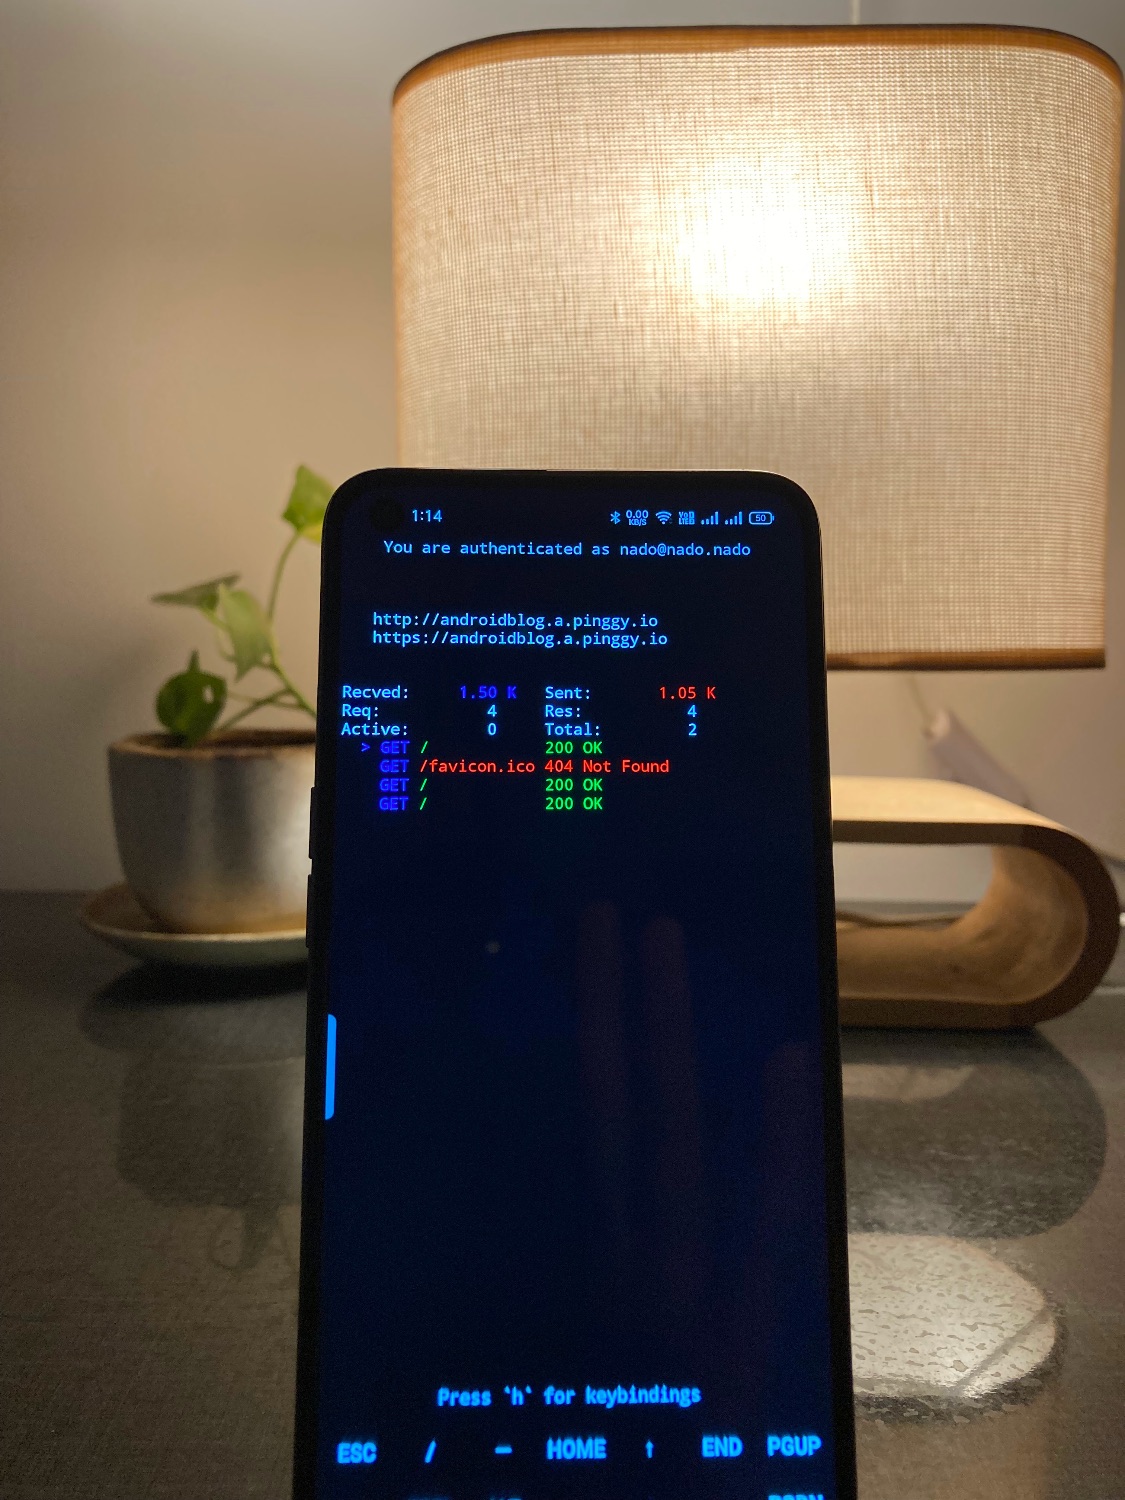 1:14 0.00 KB/S VoD LTE 50
You are authenticated as nado@nado.nado
http://androidblog.a.pinggy.io
https://androidblog.a.pinggy.io
Recved: 1.50 K Sent: 1.05 K
Req: 4 Res: 4
Active: 0 Total: 2
> GET / 200 OK
GET /favicon.ico 404 Not Found
GET / 200 OK
GET / 200 OK
Press `h` for keybindings
ESC / — HOME ↑ END PGUP